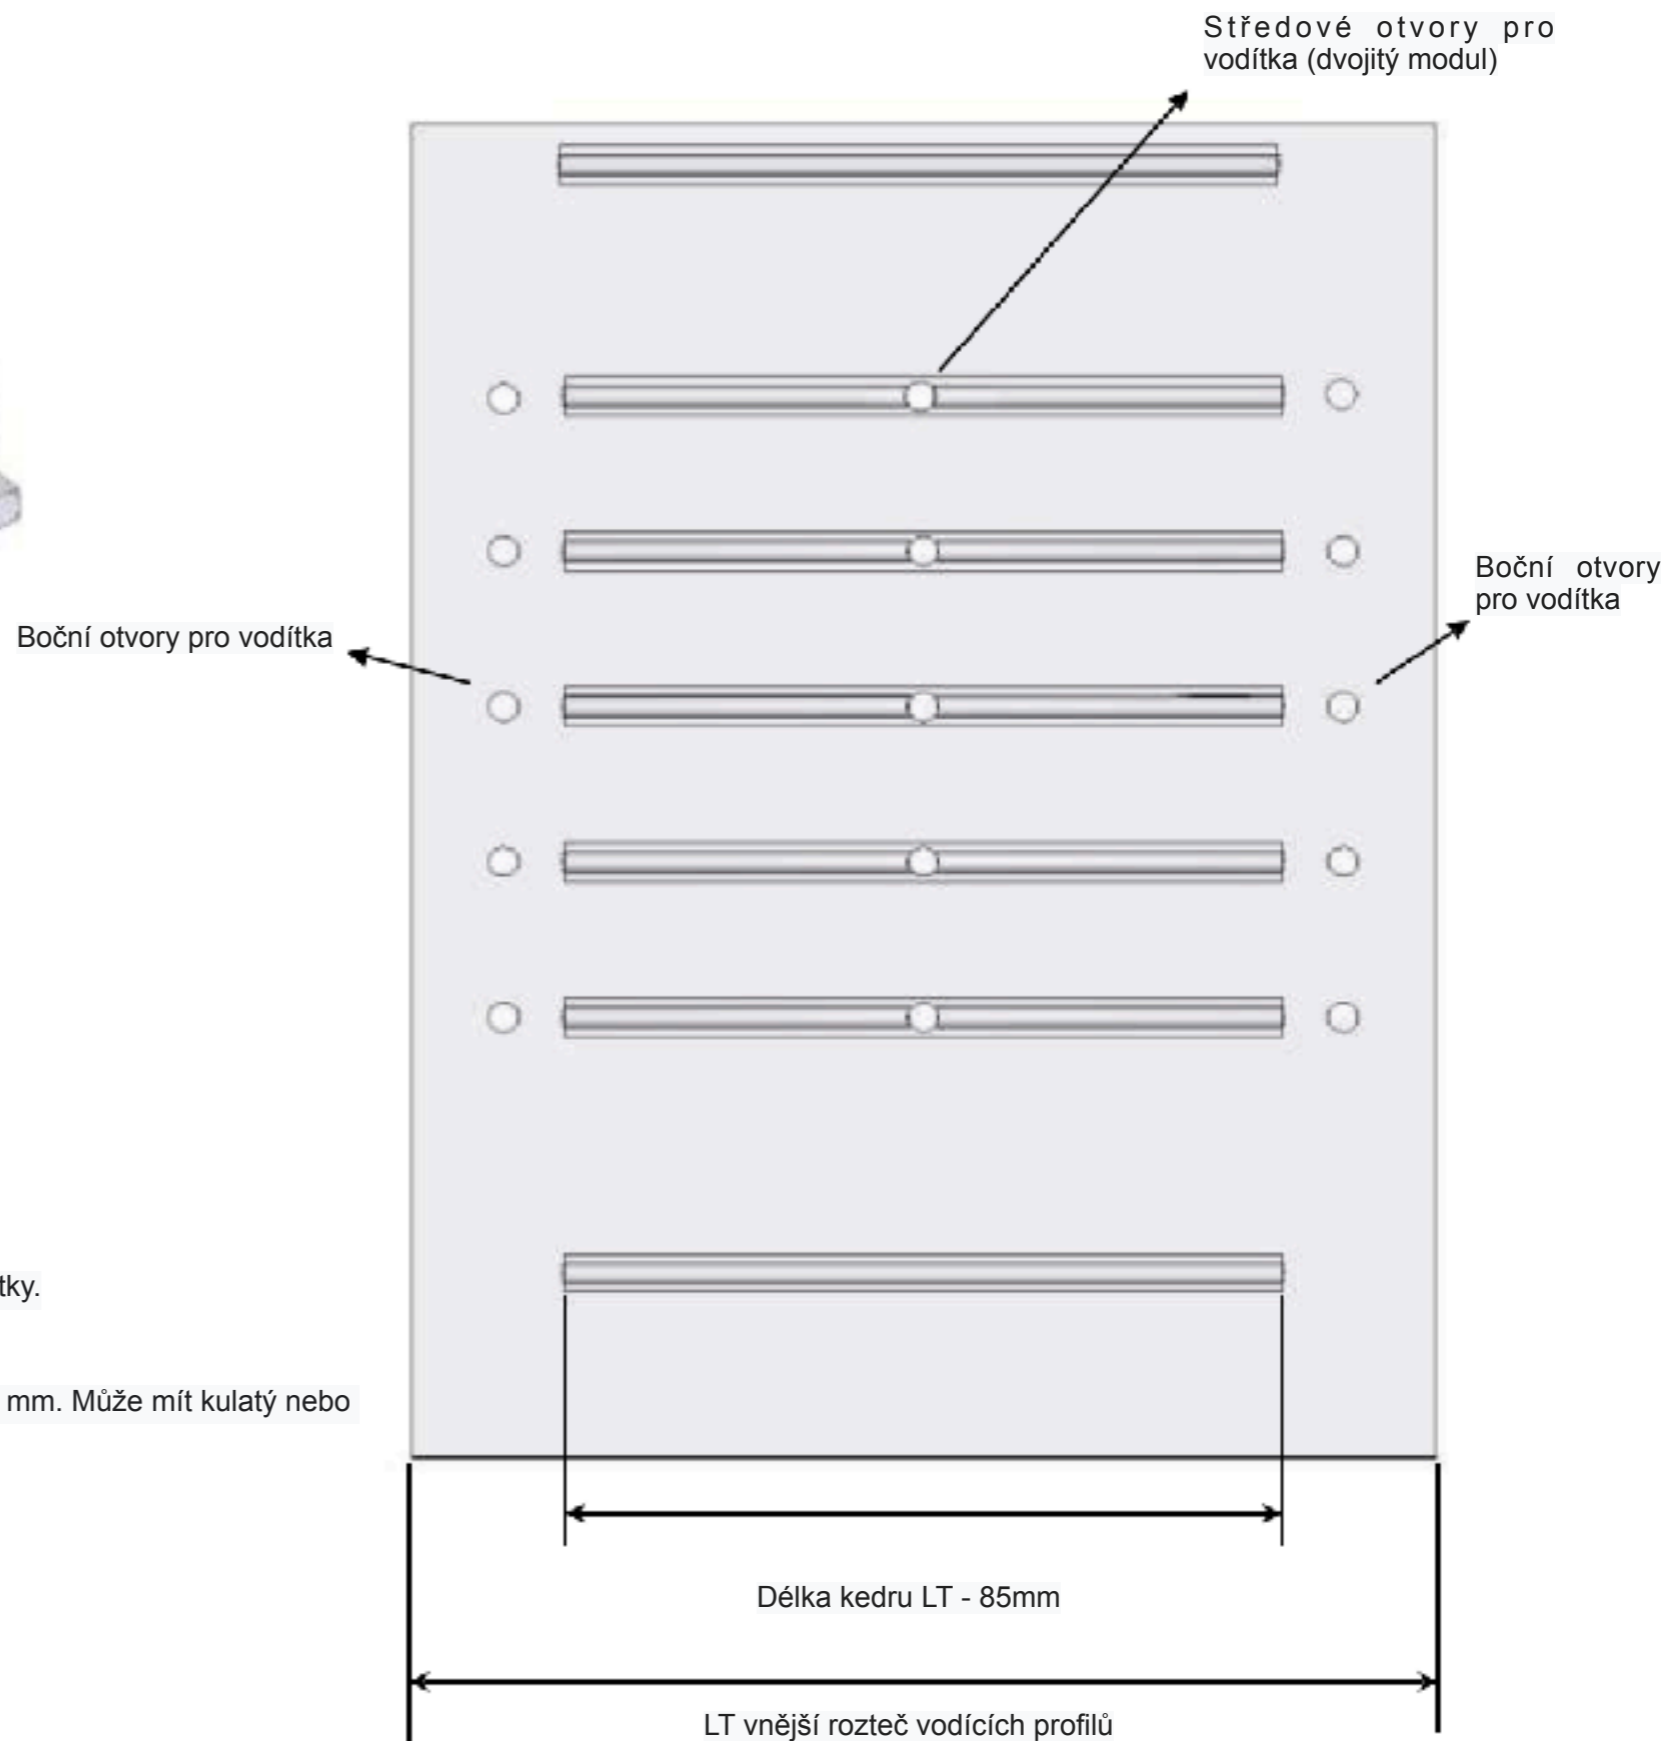 Středové otvory pro
vodítka (dvojitý modul)
Boční otvory
pro vodítka
Boční otvory pro vodítka
tky.
mm. Může mít kulatý nebo
Délka kedru LT - 85mm
LT vnější rozteč vodících profilů